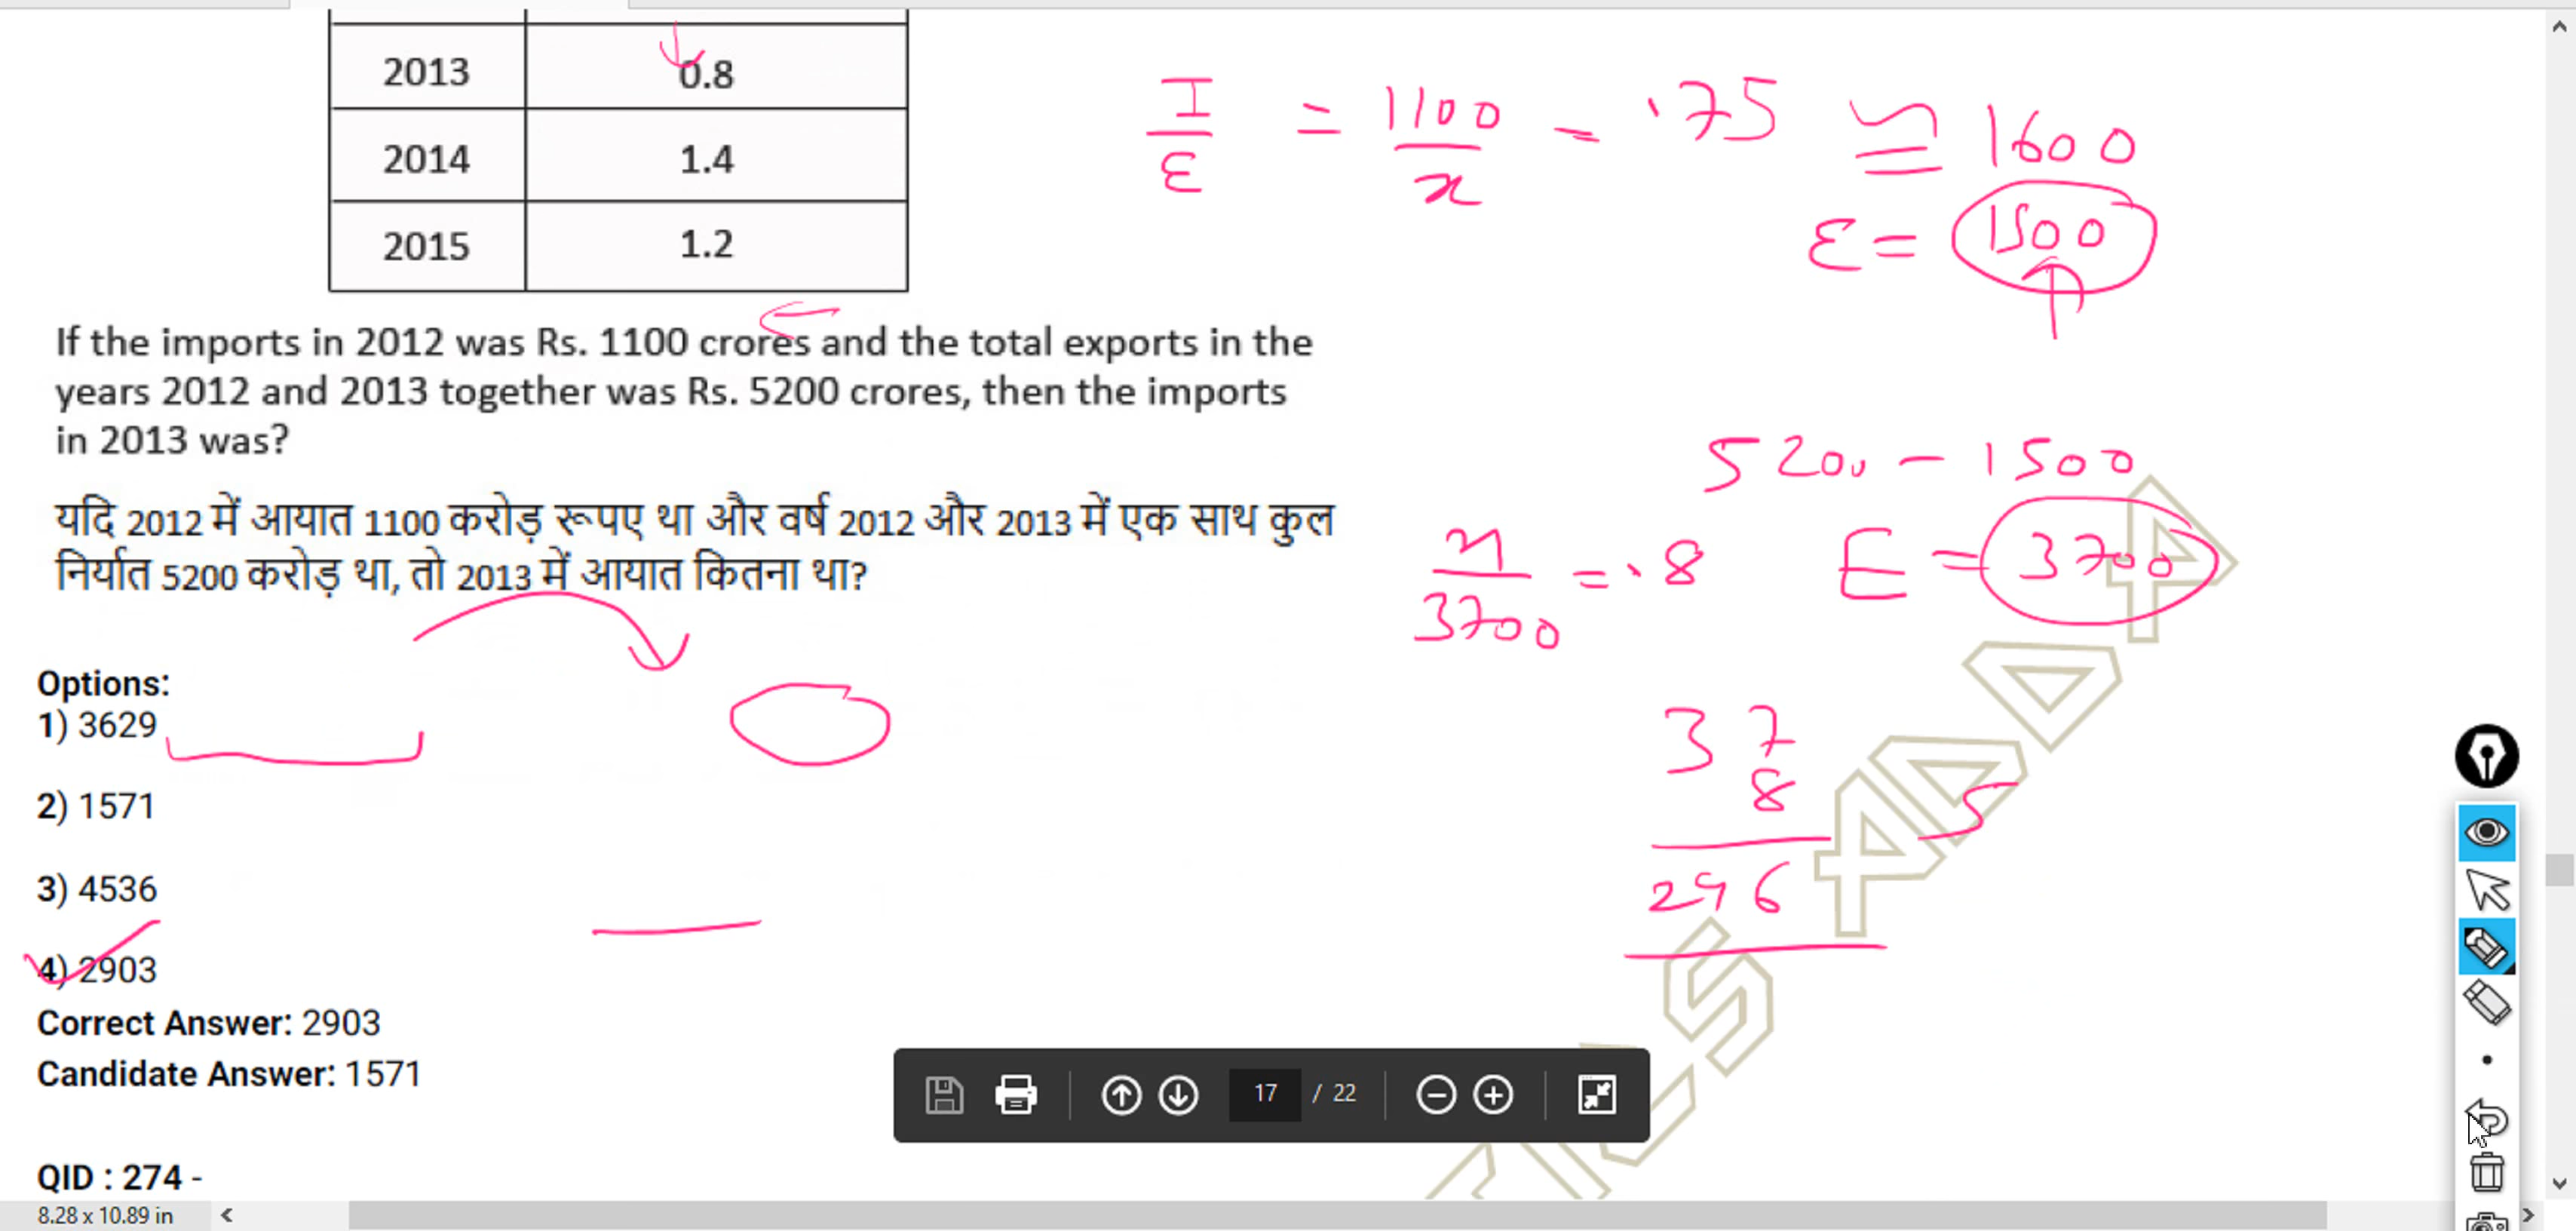 2013 0.8
2014 1.4
2015 1.2
If the imports in 2012 was Rs. 1100 crores and the total exports in the
years 2012 and 2013 together was Rs. 5200 crores, then the imports
in 2013 was?
यदि 2012 में आयात 1100 करोड़ रूपए था और वर्ष 2012 और 2013 में एक साथ कुल
निर्यात 5200 करोड़ था, तो 2013 में आयात कितना था?
Options:
1) 3629
2) 1571
3) 4536
4) 2903
Correct Answer: 2903
Candidate Answer: 1571
QID : 274 -
I/E = 1100/x = .75 ≅ 1600
E = 1500
5200 - 1500
x/3700 = .8 E = 3700
37
8
5
296
17 / 22
8.28 x 10.89 in